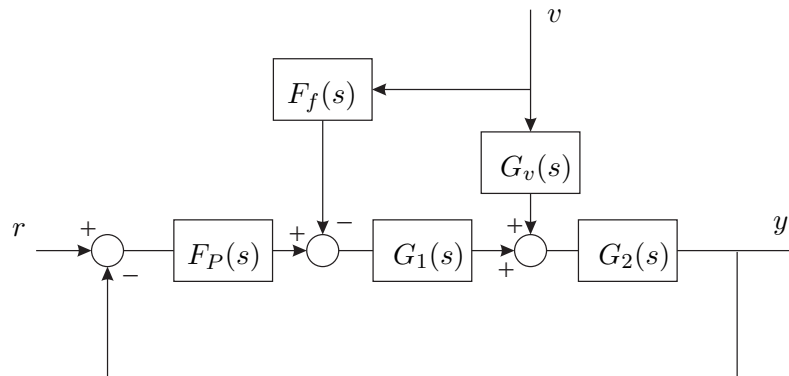 v
F_f(s)
G_v(s)
r
+
−
F_P(s)
+
−
G_1(s)
+
+
G_2(s)
y